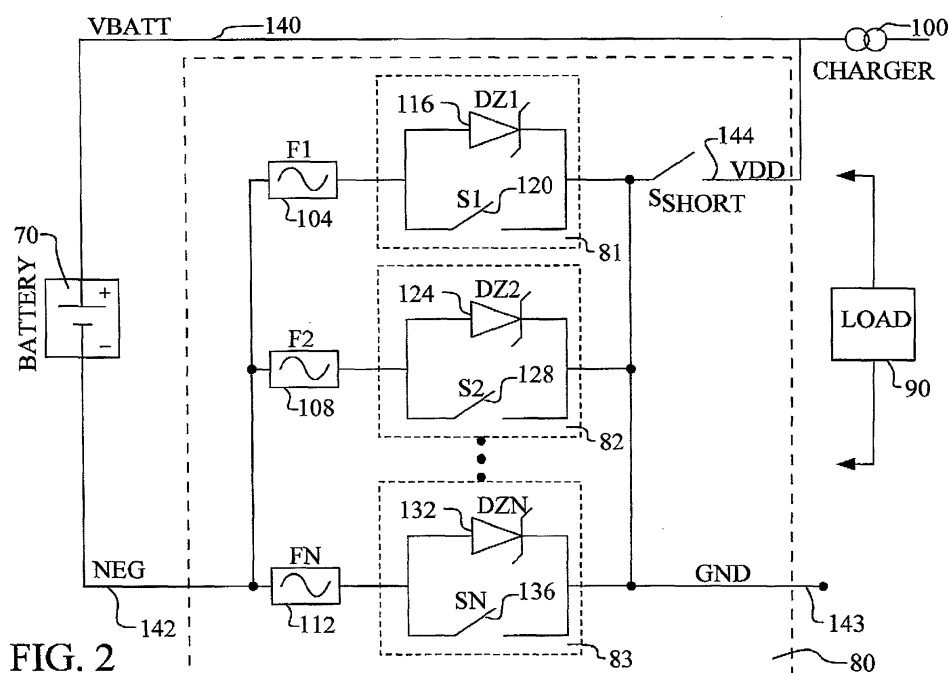 VBATT 140 100
CHARGER
116 DZ1
F1 144
S1 120 VDD
104 SSHORT
81
70
BATTERY
+
−
124 DZ2
LOAD
F2
S2 128
90
108
82
132 DZN
NEG FN GND
SN 136
142 112 143
83 80
FIG. 2